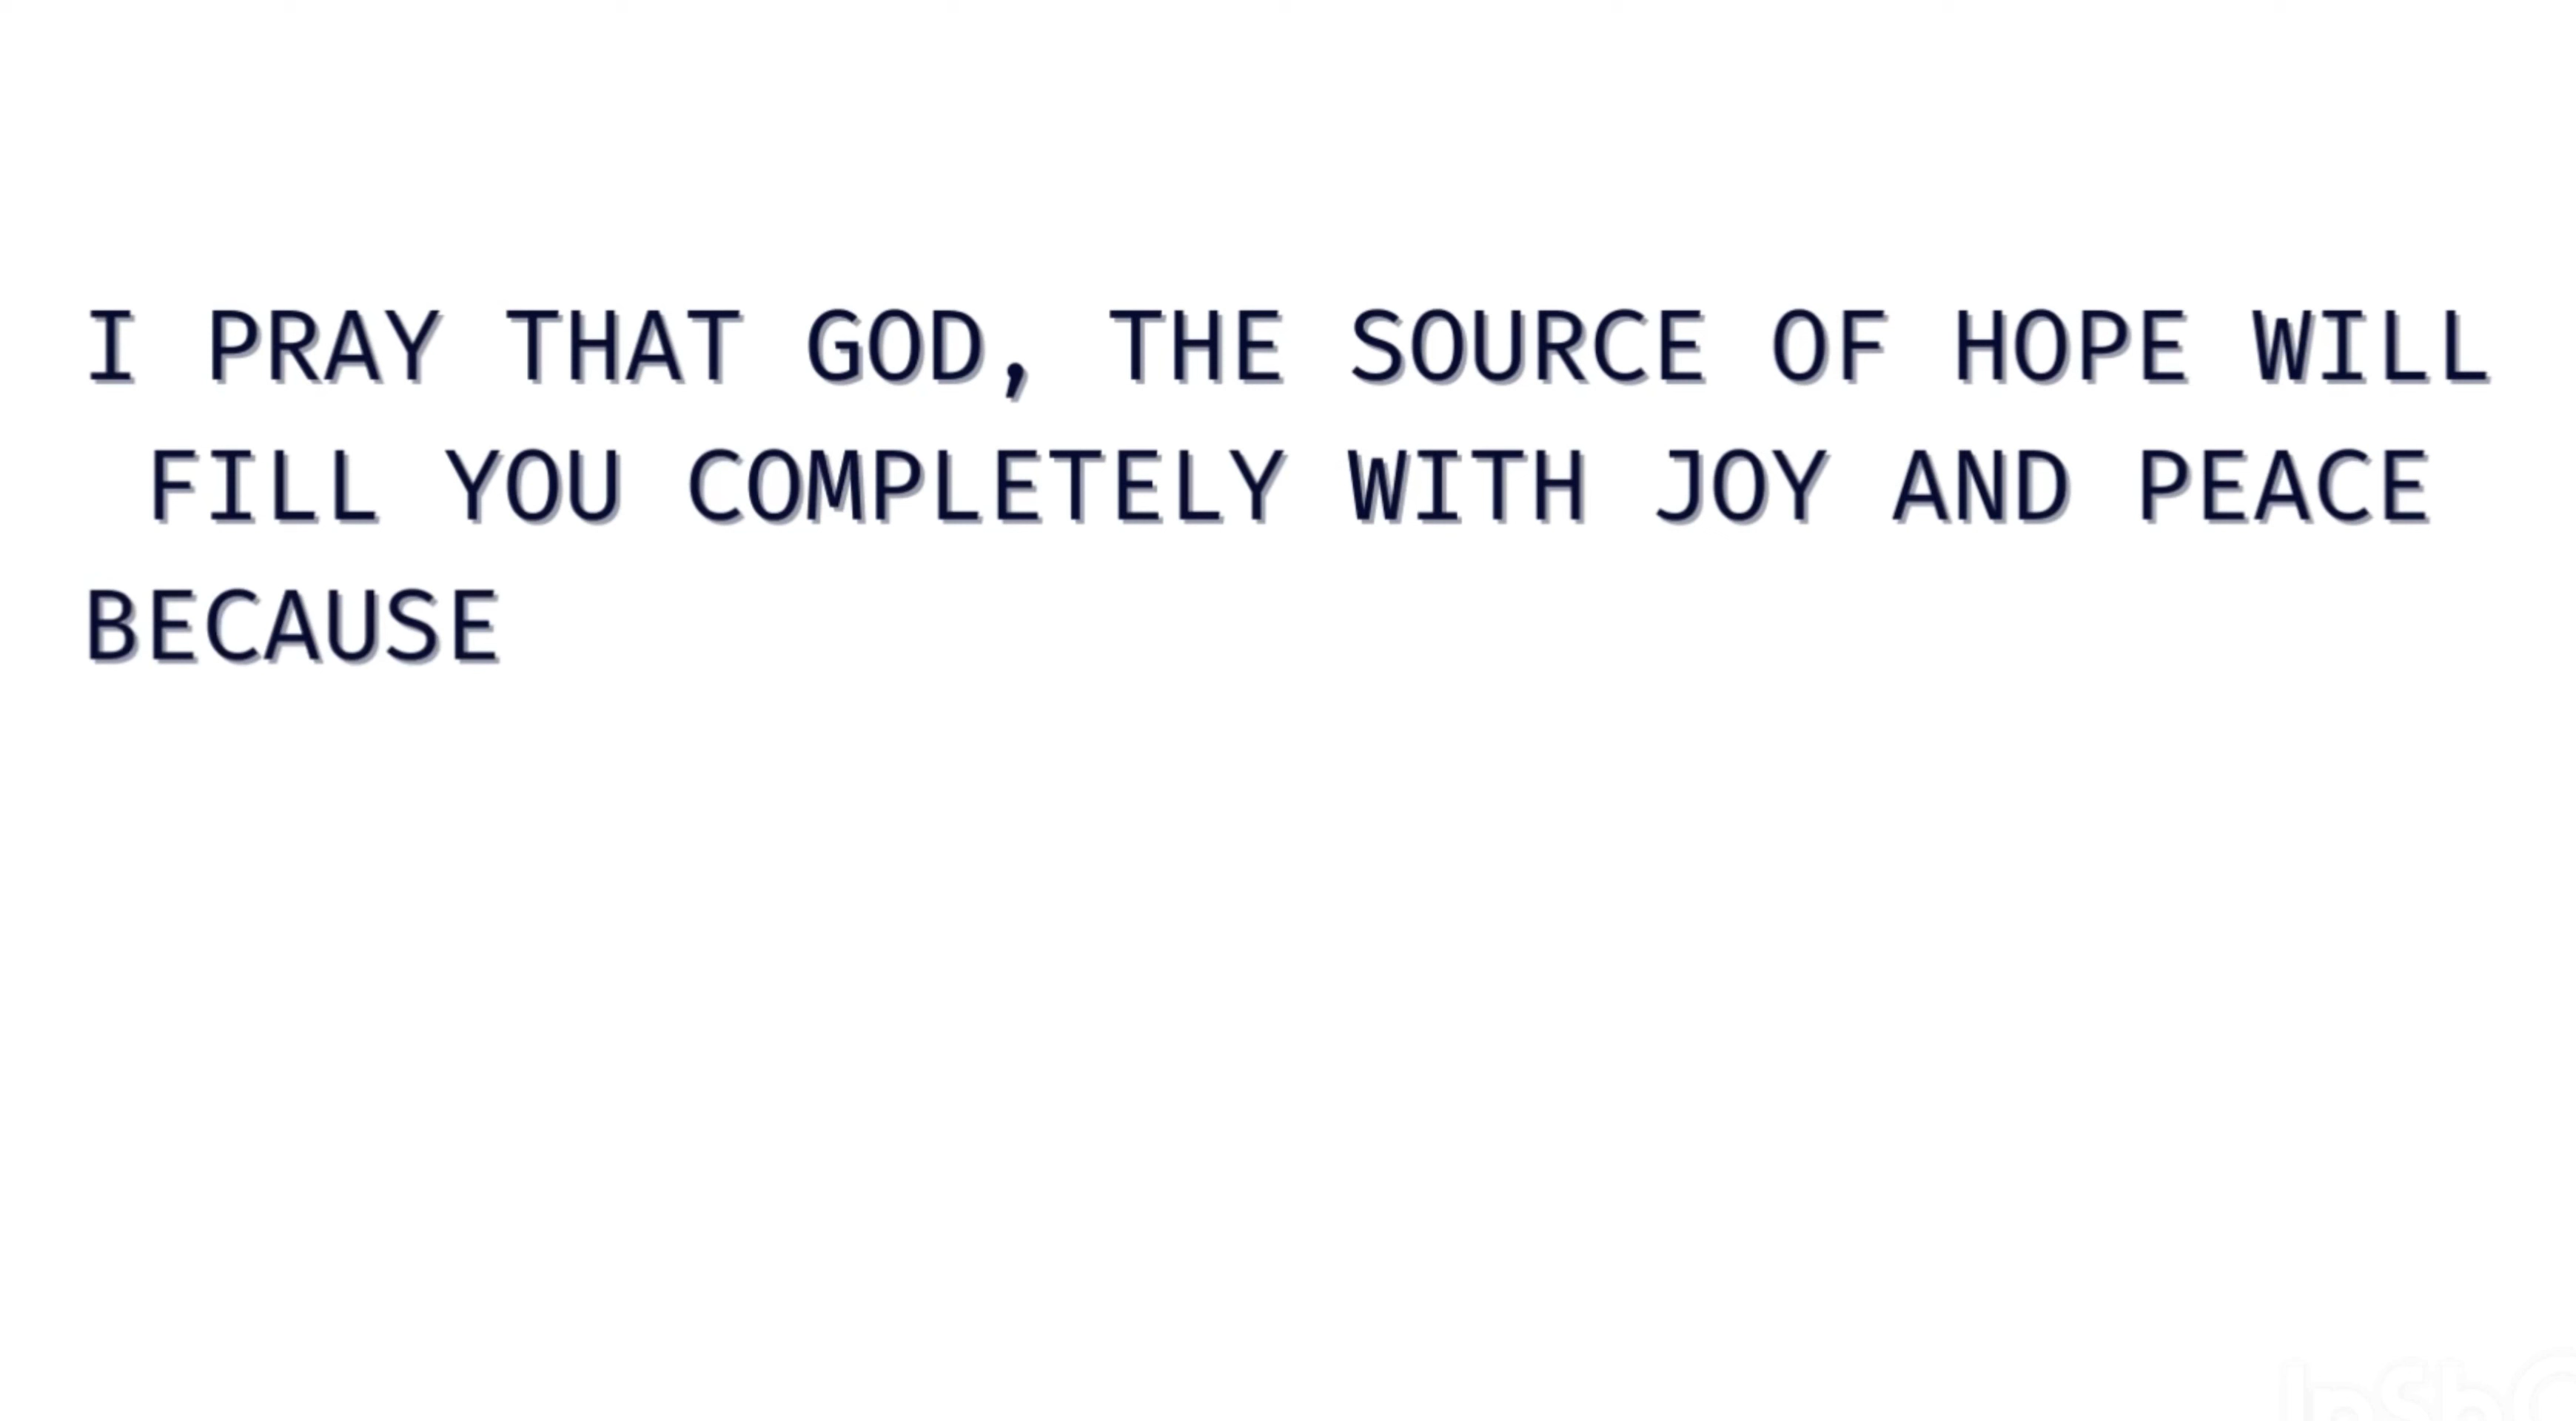 I PRAY THAT GOD, THE SOURCE OF HOPE WILL
FILL YOU COMPLETELY WITH JOY AND PEACE
BECAUSE